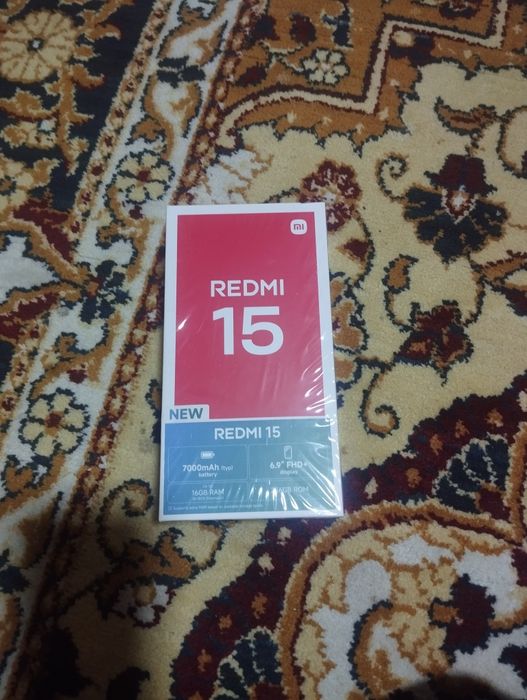 mi
REDMI
15
NEW
REDMI 15
7000mAh (typ)
battery
6.9" FHD+
display
16GB RAM